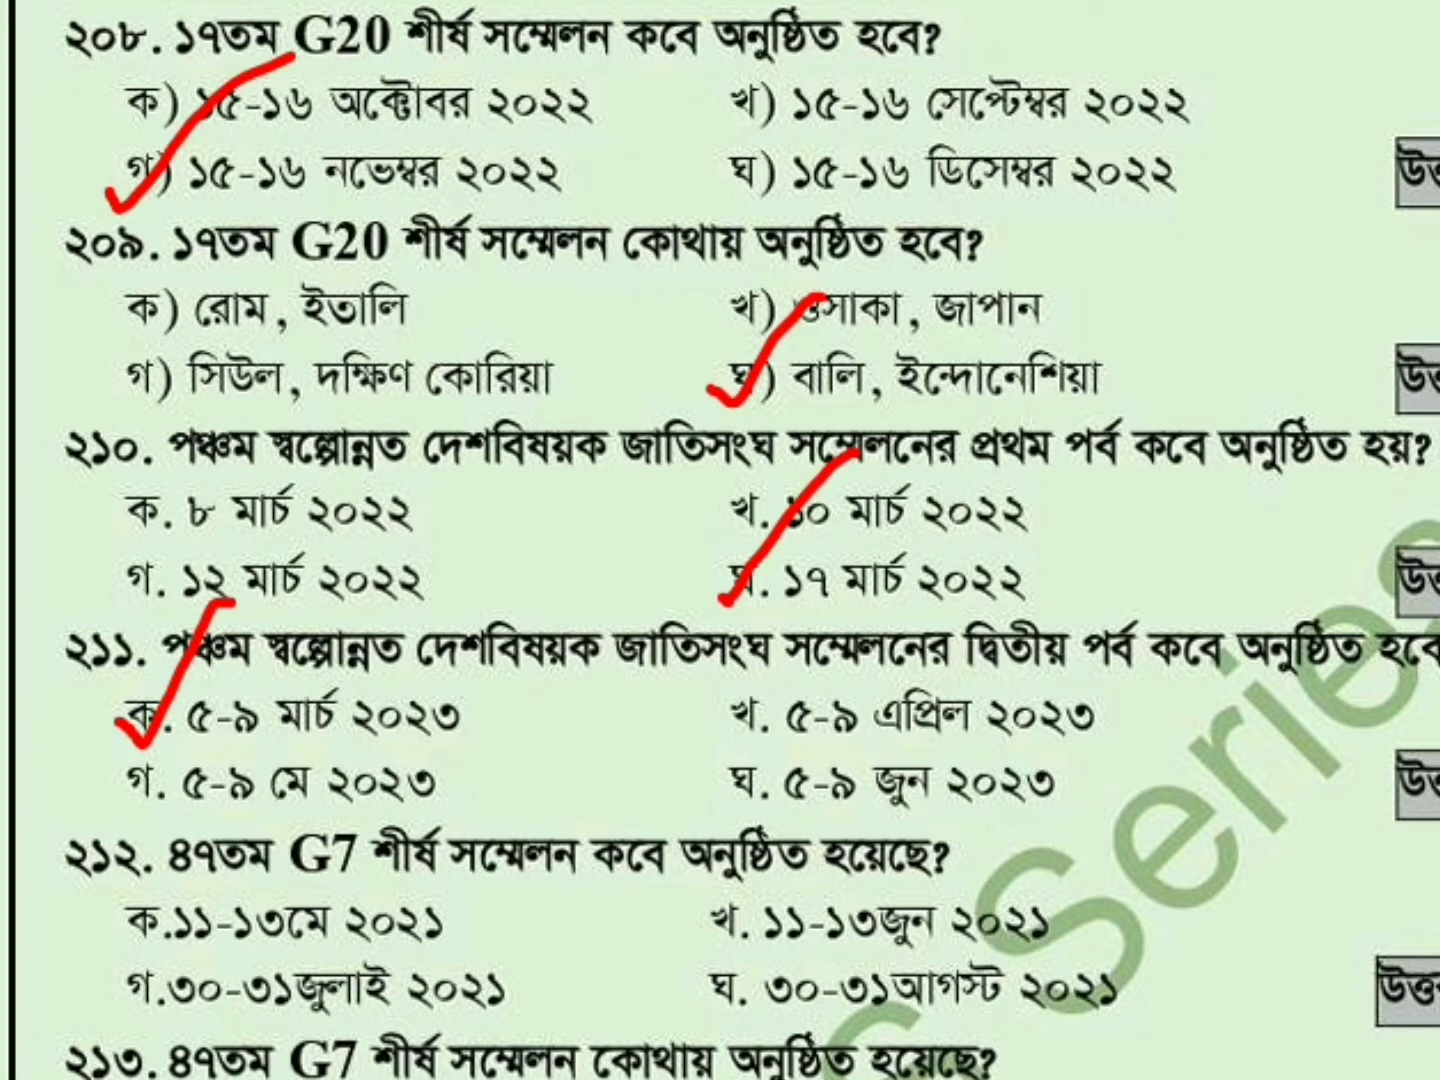 ২০৮. ১৭তম G20 শীর্ষ সম্মেলন কবে অনুষ্ঠিত হবে?
ক) ১৫-১৬ অক্টোবর ২০২২ খ) ১৫-১৬ সেপ্টেম্বর ২০২২
গ) ১৫-১৬ নভেম্বর ২০২২ ঘ) ১৫-১৬ ডিসেম্বর ২০২২
২০৯. ১৭তম G20 শীর্ষ সম্মেলন কোথায় অনুষ্ঠিত হবে?
ক) রোম, ইতালি খ) ওসাকা, জাপান
গ) সিউল, দক্ষিণ কোরিয়া ঘ) বালি, ইন্দোনেশিয়া
২১০. পঞ্চম স্বল্পোন্নত দেশবিষয়ক জাতিসংঘ সম্মেলনের প্রথম পর্ব কবে অনুষ্ঠিত হয়?
ক. ৮ মার্চ ২০২২ খ. ১০ মার্চ ২০২২
গ. ১২ মার্চ ২০২২ ঘ. ১৭ মার্চ ২০২২
২১১. পঞ্চম স্বল্পোন্নত দেশবিষয়ক জাতিসংঘ সম্মেলনের দ্বিতীয় পর্ব কবে অনুষ্ঠিত হবে
ক. ৫-৯ মার্চ ২০২৩ খ. ৫-৯ এপ্রিল ২০২৩
গ. ৫-৯ মে ২০২৩ ঘ. ৫-৯ জুন ২০২৩
২১২. ৪৭তম G7 শীর্ষ সম্মেলন কবে অনুষ্ঠিত হয়েছে?
ক.১১-১৩মে ২০২১ খ. ১১-১৩জুন ২০২১
গ.৩০-৩১জুলাই ২০২১ ঘ. ৩০-৩১আগস্ট ২০২১
২১৩. ৪৭তম G7 শীর্ষ সম্মেলন কোথায় অনুষ্ঠিত হয়েছে?
Series